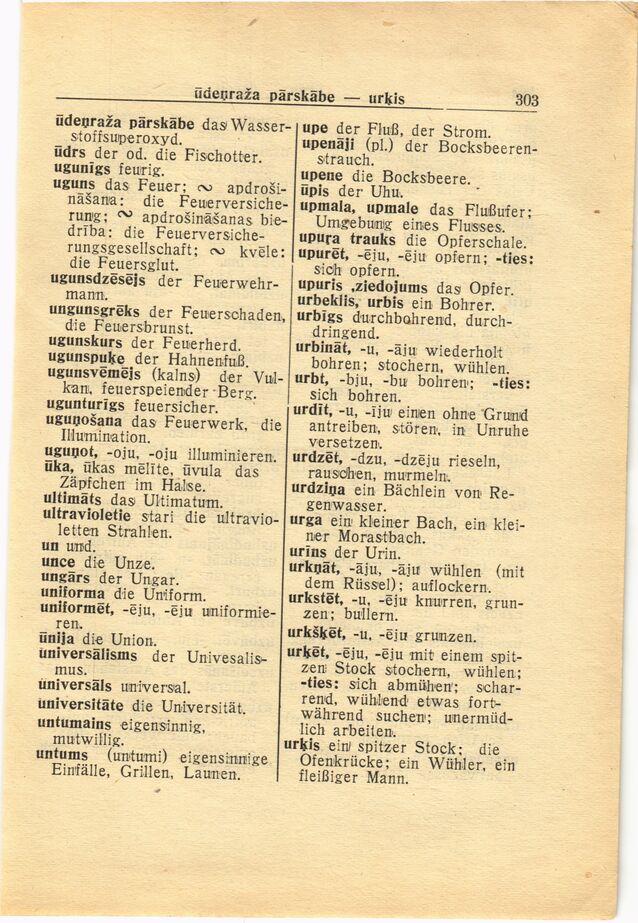 ūdeņraža pārskābe — urķis 303
ūdeņraža pārskābe das Wasser-
stoffsuperoxyd.
ūdrs der od. die Fischotter.
ugunīgs feurig.
uguns das Feuer; ∾ apdroši-
nāšana: die Feuerversiche-
rung; ∾ apdrošināšanas bie-
drība: die Feuerversiche-
rungsgesellschaft; ∾ kvēle:
die Feuersglut.
ugunsdzēsējs der Feuerwehr-
mann.
ungunsgrēks der Feuerschaden,
die Feuersbrunst.
ugunskurs der Feuerherd.
ugunspuķe der Hahnenfuß.
ugunsvēmējs (kalns) der Vul-
kan, feuerspeiender Berg.
ugunturīgs feuersicher.
uguņošana das Feuerwerk, die
Illumination.
uguņot, -oju, -oju illuminieren.
ūka, ūkas mēlīte, ūvula das
Zäpfchen im Halse.
ultimāts das Ultimatum.
ultravioletie stari die ultravio-
letten Strahlen.
un und.
unce die Unze.
ungārs der Ungar.
uniforma die Uniform.
uniformēt, -ēju, -ēju uniformie-
ren.
ūnija die Union.
universālisms der Univesalis-
mus.
universāls universal.
universitāte die Universität.
untumains eigensinnig,
mutwillig.
untums (untumi) eigensinnige
Einfälle, Grillen, Launen.
upe der Fluß, der Strom.
upenāji (pl.) der Bocksbeeren-
strauch.
upene die Bocksbeere.
ūpis der Uhu.
upmala, upmale das Flußufer;
Umgebung eines Flusses.
upuŗa trauks die Opferschale.
upurēt, -ēju, -ēju opfern; -ties:
sich opfern.
upuris ,ziedojums das Opfer.
urbeklis, urbis ein Bohrer.
urbīgs durchbohrend, durch-
dringend.
urbināt, -u, -āju wiederholt
bohren; stochern, wühlen.
urbt, -bju, -bu bohren; -ties:
sich bohren.
urdīt, -u, -īju einen ohne Grund
antreiben, stören, in Unruhe
versetzen.
urdzēt, -dzu, -dzēju rieseln,
rauschen, murmeln.
urdziņa ein Bächlein von Re-
genwasser.
urga ein kleiner Bach, ein klei-
ner Morastbach.
urīns der Urin.
urkņāt, -āju, -āju wühlen (mit
dem Rüssel); auflockern.
urkstēt, -u, -ēju knurren, grun-
zen; bullern.
urkšķēt, -u, -ēju grunzen.
urķēt, -ēju, -ēju mit einem spit-
zen Stock stochern, wühlen;
-ties: sich abmühen; schar-
rend, wühlend etwas fort-
während suchen; unermüd-
lich arbeiten.
urķis ein spitzer Stock; die
Ofenkrücke; ein Wühler, ein
fleißiger Mann.